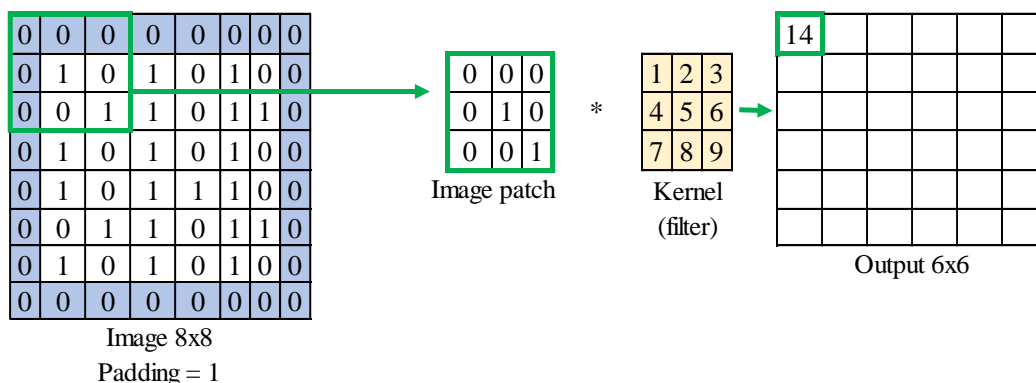 0 0 0 0 0 0 0 0
0 1 0 1 0 1 0 0
0 0 1 1 0 1 1 0
0 1 0 1 0 1 0 0
0 1 0 1 1 1 0 0
0 0 1 1 0 1 1 0
0 1 0 1 0 1 0 0
0 0 0 0 0 0 0 0
Image 8x8
Padding = 1
0 0 0
0 1 0
0 0 1
Image patch
*
1 2 3
4 5 6
7 8 9
Kernel
(filter)
14
Output 6x6